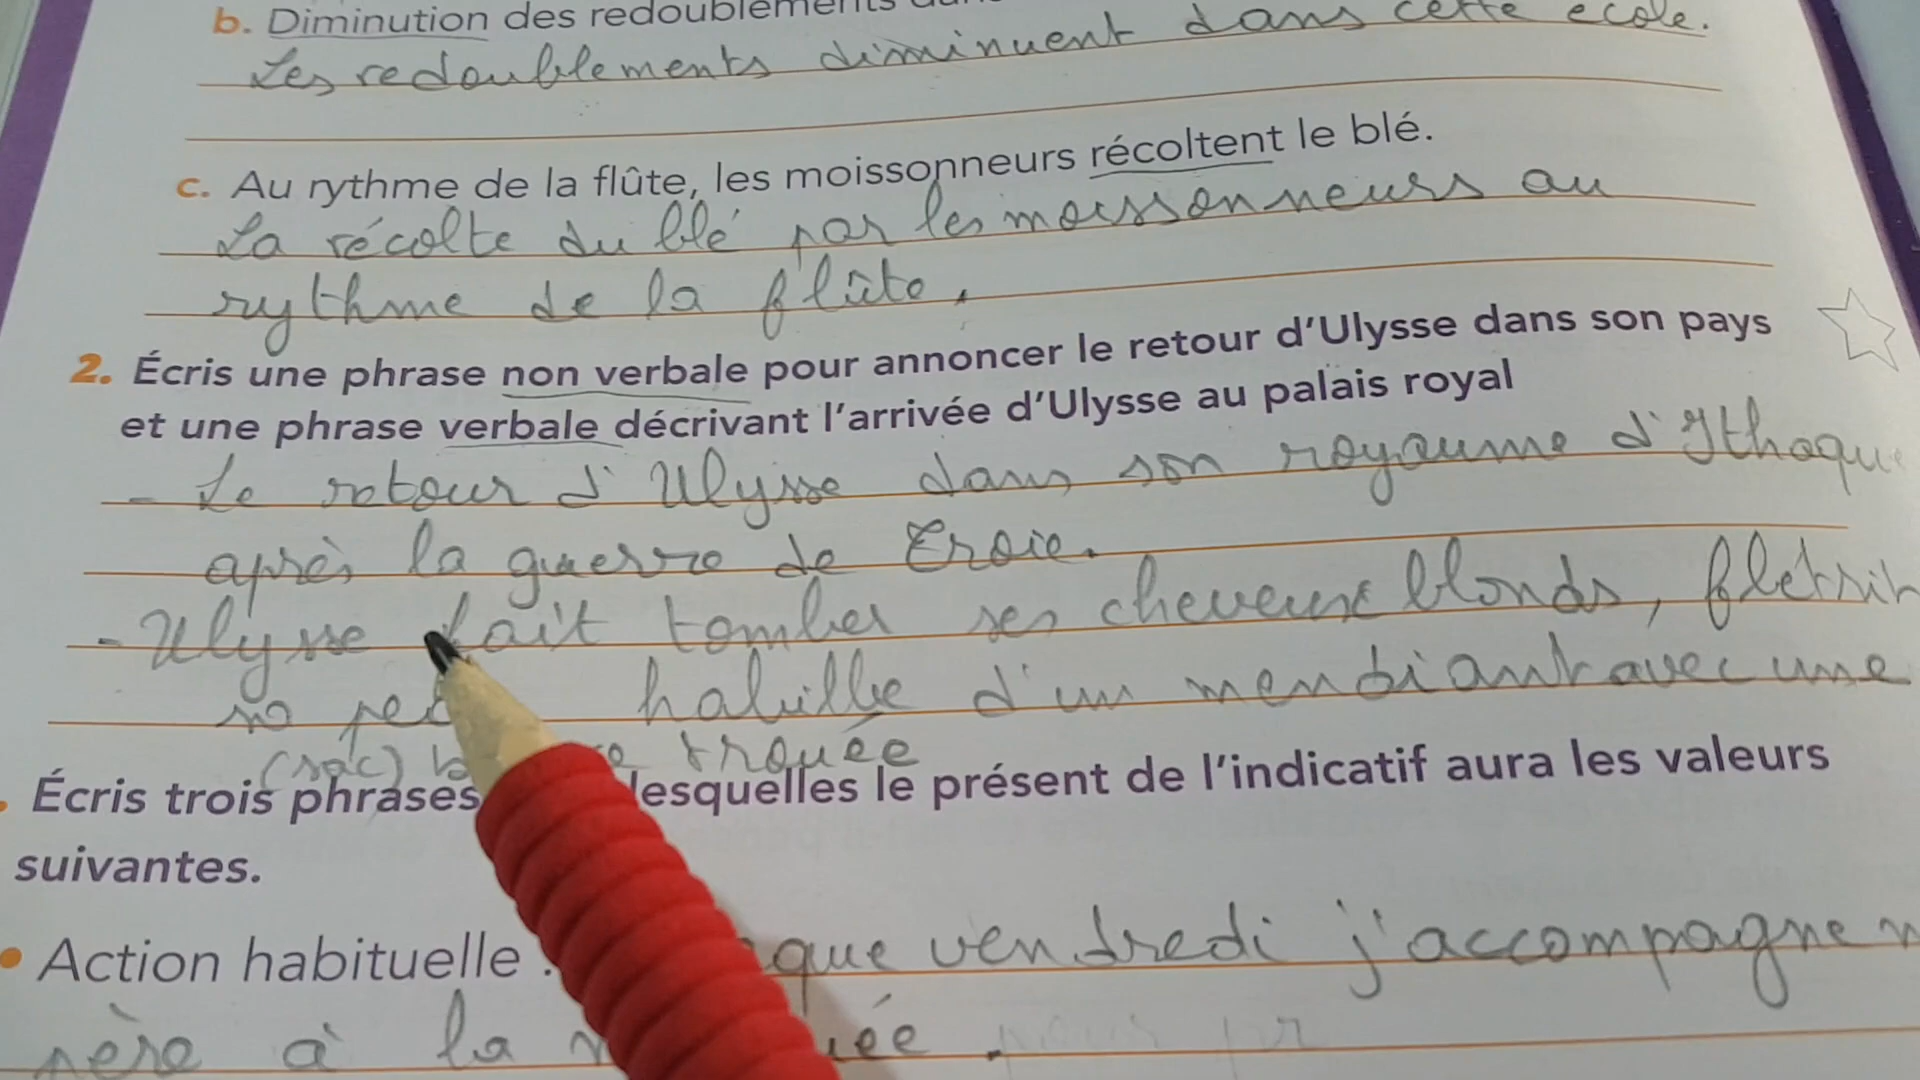 b. Diminution des redoublements
Les redoublements diminuent dans cette école.
c. Au rythme de la flûte, les moissonneurs récoltent le blé.
La récolte du blé par les moissonneurs au
rythme de la flûte.
2. Écris une phrase non verbale pour annoncer le retour d'Ulysse dans son pays
et une phrase verbale décrivant l'arrivée d'Ulysse au palais royal
- Le retour d'Ulysse dans son royaume d'Ithaque
après la guerre de Troie.
- Ulysse fait tomber ses cheveux blonds, flétrir
habille d'un mendiant avec une
(sac) trouée
Écris trois phrases lesquelles le présent de l'indicatif aura les valeurs
suivantes.
• Action habituelle : que vendredi j'accompagne
père à la